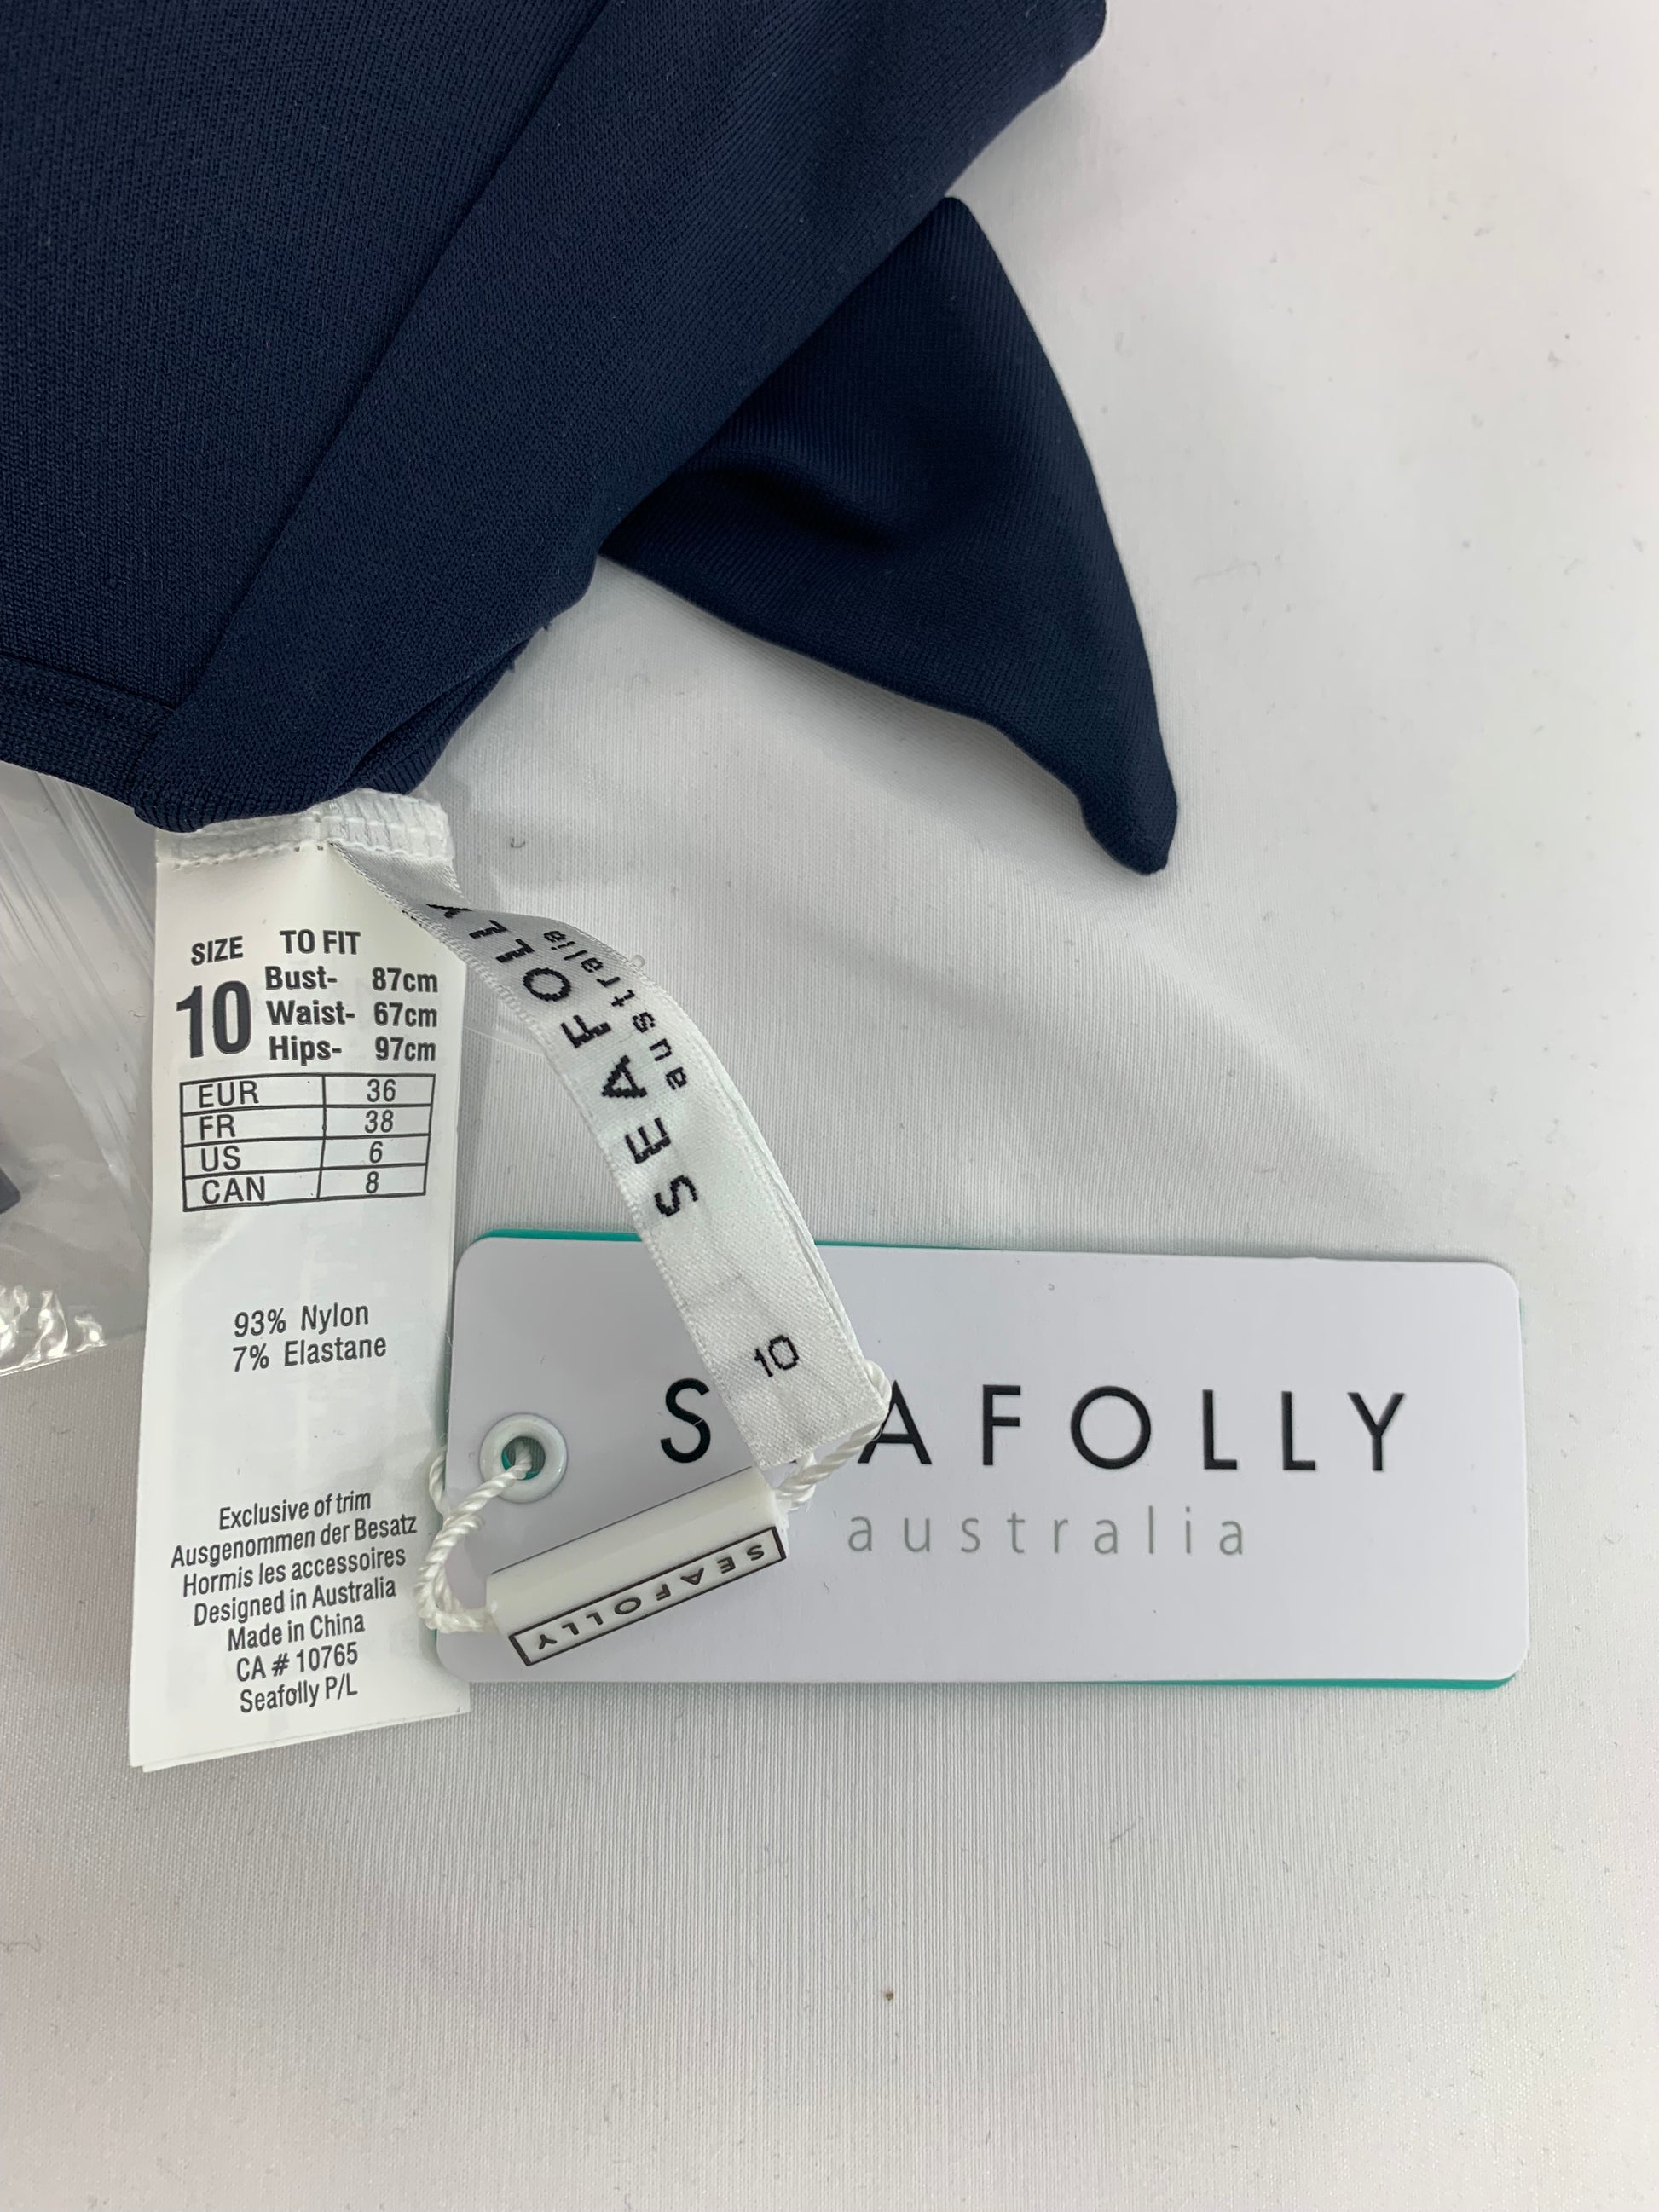 SIZE TO FIT
10 Bust- 87cm
Waist- 67cm
Hips- 97cm
EUR 36
FR 38
US 6
CAN 8
93% Nylon
7% Elastane
Exclusive of trim
Ausgenommen der Besatz
Hormis les accessoires
Designed in Australia
Made in China
CA # 10765
Seafolly P/L
SEAFOLLY
australia
10
SEAFOLLY
australia
SEAFOLLY